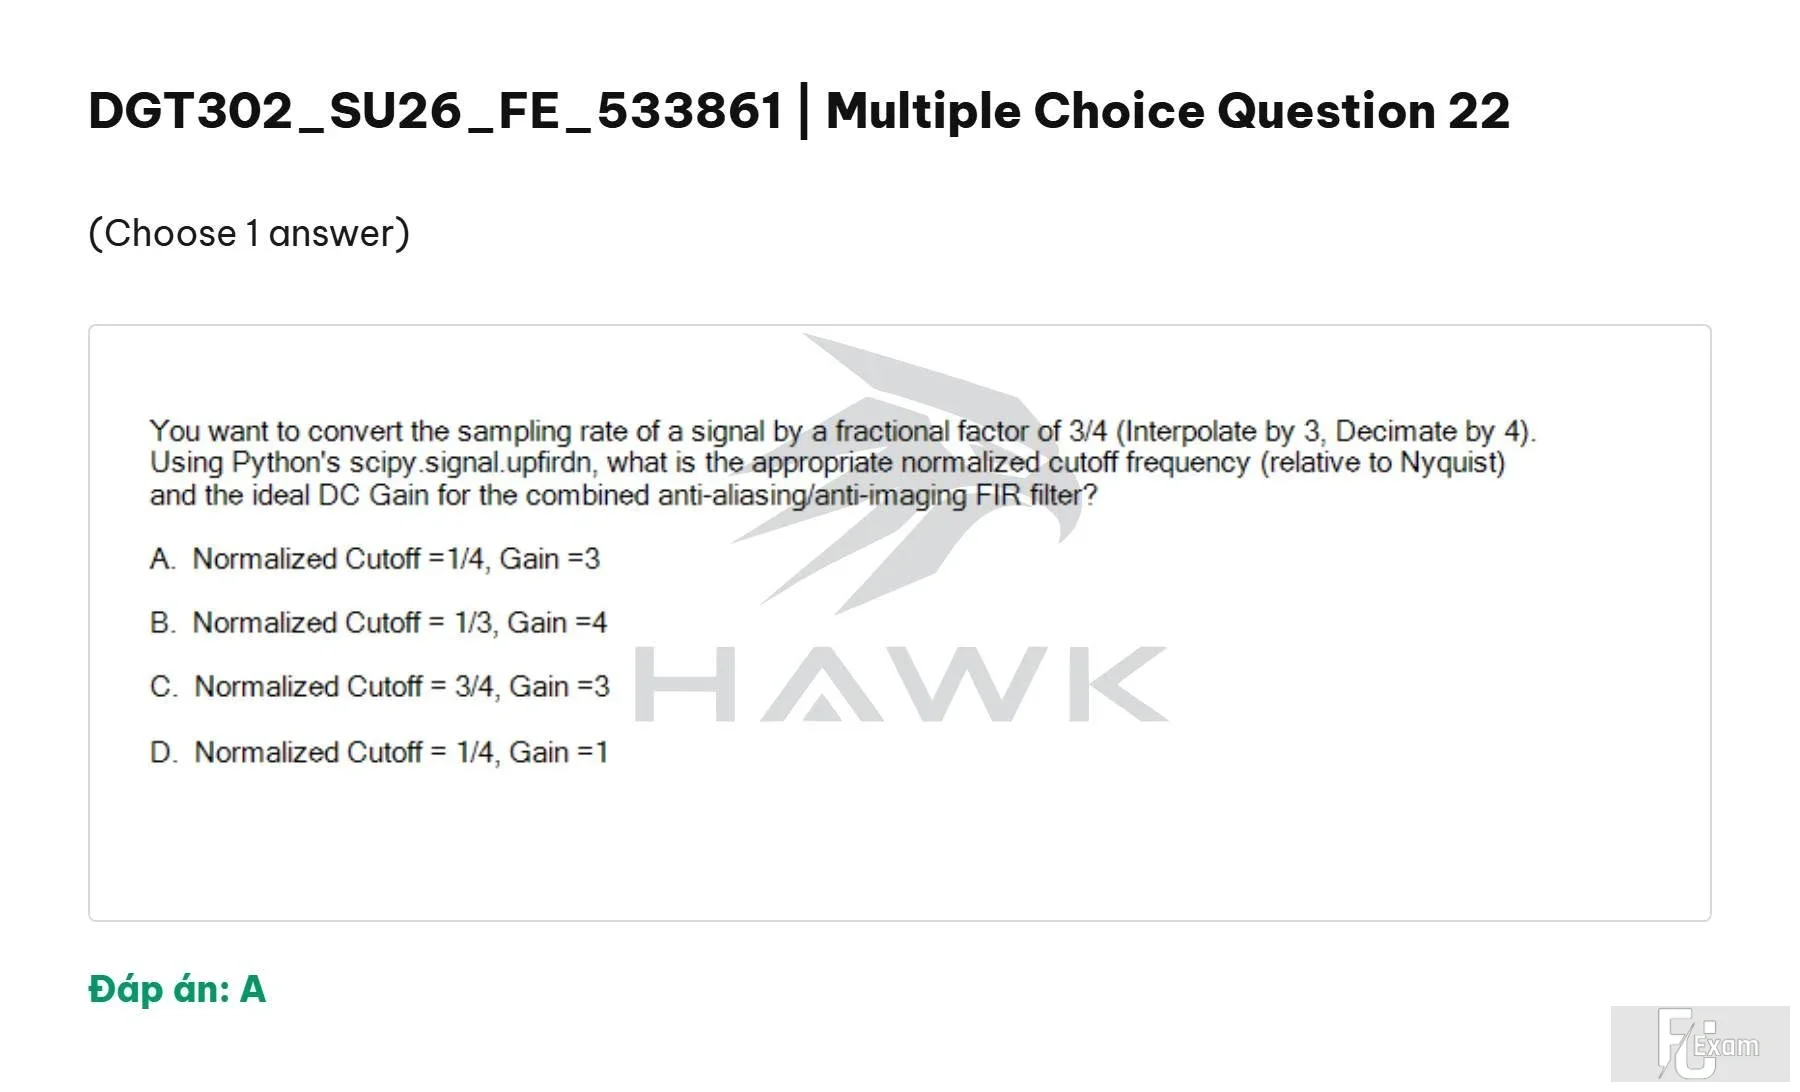 DGT302_SU26_FE_533861 | Multiple Choice Question 22
(Choose 1 answer)
You want to convert the sampling rate of a signal by a fractional factor of 3/4 (Interpolate by 3, Decimate by 4).
Using Python's scipy.signal.upfirdn, what is the appropriate normalized cutoff frequency (relative to Nyquist)
and the ideal DC Gain for the combined anti-aliasing/anti-imaging FIR filter?
A. Normalized Cutoff =1/4, Gain =3
B. Normalized Cutoff = 1/3, Gain =4
C. Normalized Cutoff = 3/4, Gain =3
D. Normalized Cutoff = 1/4, Gain =1
HAWK
Đáp án: A
FU Exam